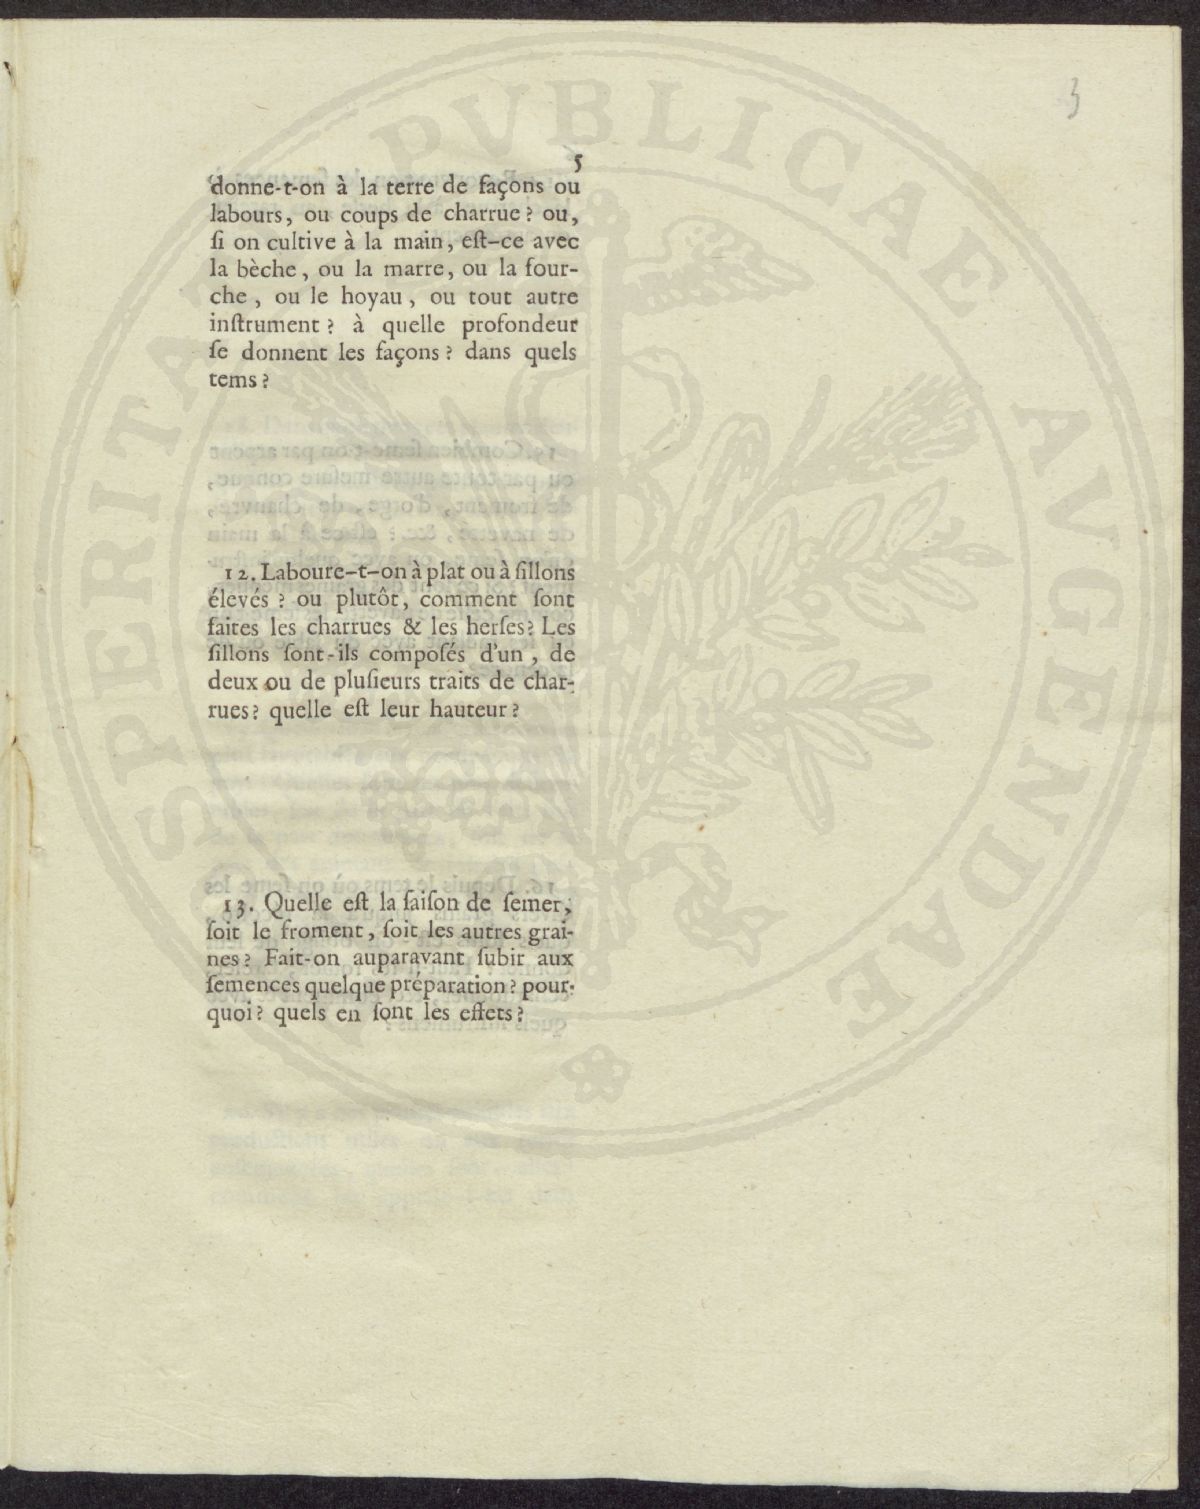 3
5
donne-t-on à la terre de façons ou
labours, ou coups de charrue? ou,
ſi on cultive à la main, eſt-ce avec
la bèche, ou la marre, ou la four-
che, ou le hoyau, ou tout autre
inſtrument? à quelle profondeur
ſe donnent les façons? dans quels
tems?
12. Laboure-t-on à plat ou à ſillons
élevés? ou plutôt, comment ſont
faites les charrues & les herſes? Les
ſillons ſont-ils compoſés d'un, de
deux ou de pluſieurs traits de char-
rues? quelle eſt leur hauteur?
13. Quelle eſt la ſaiſon de ſemer,
ſoit le froment, ſoit les autres grai-
nes? Fait-on auparavant ſubir aux
ſemences quelque préparation? pour-
quoi? quels en ſont les effets?
PROSPERITATI PVBLICAE AVGENDAE